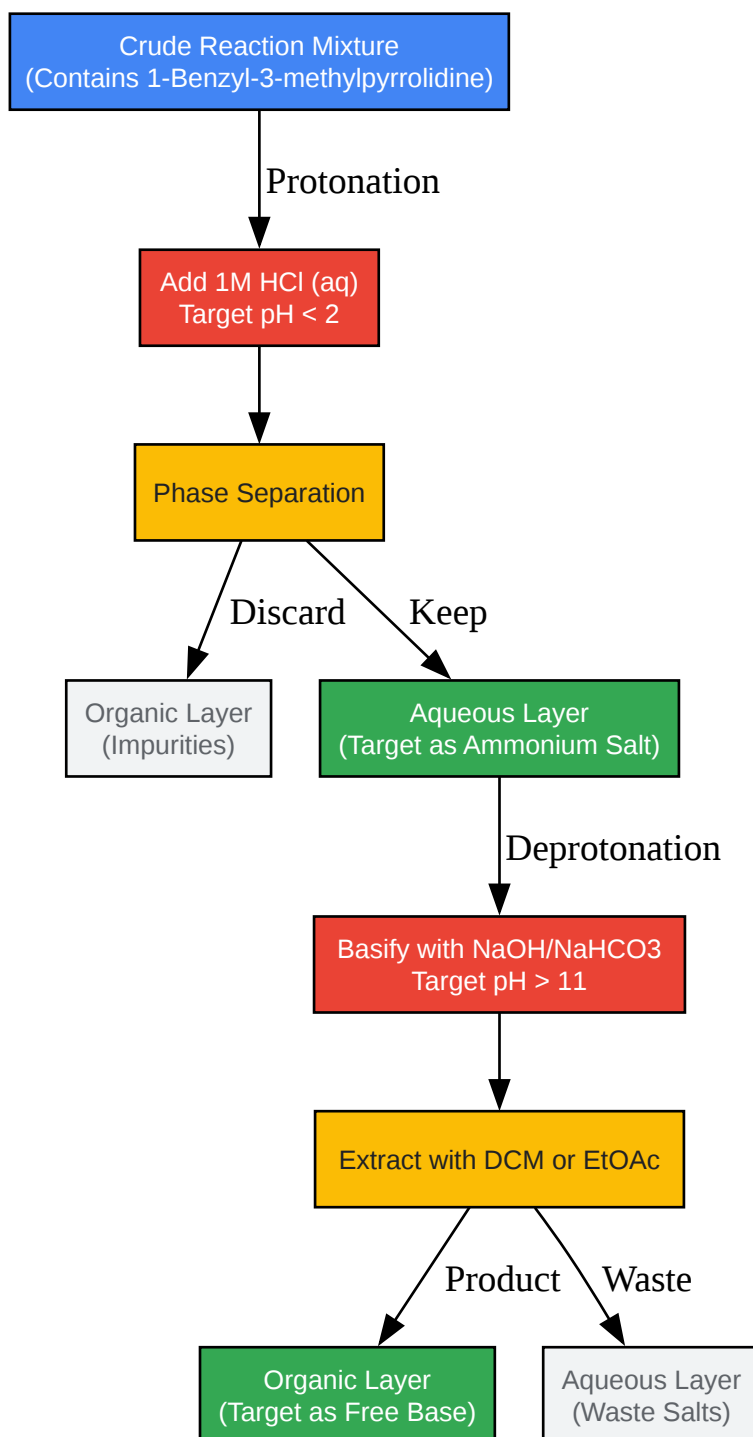 Crude Reaction Mixture
(Contains 1-Benzyl-3-methylpyrrolidine)
Protonation
Add 1M HCl (aq)
Target pH < 2
Phase Separation
Discard
Keep
Organic Layer
(Impurities)
Aqueous Layer
(Target as Ammonium Salt)
Deprotonation
Basify with NaOH/NaHCO3
Target pH > 11
Extract with DCM or EtOAc
Product
Waste
Organic Layer
(Target as Free Base)
Aqueous Layer
(Waste Salts)